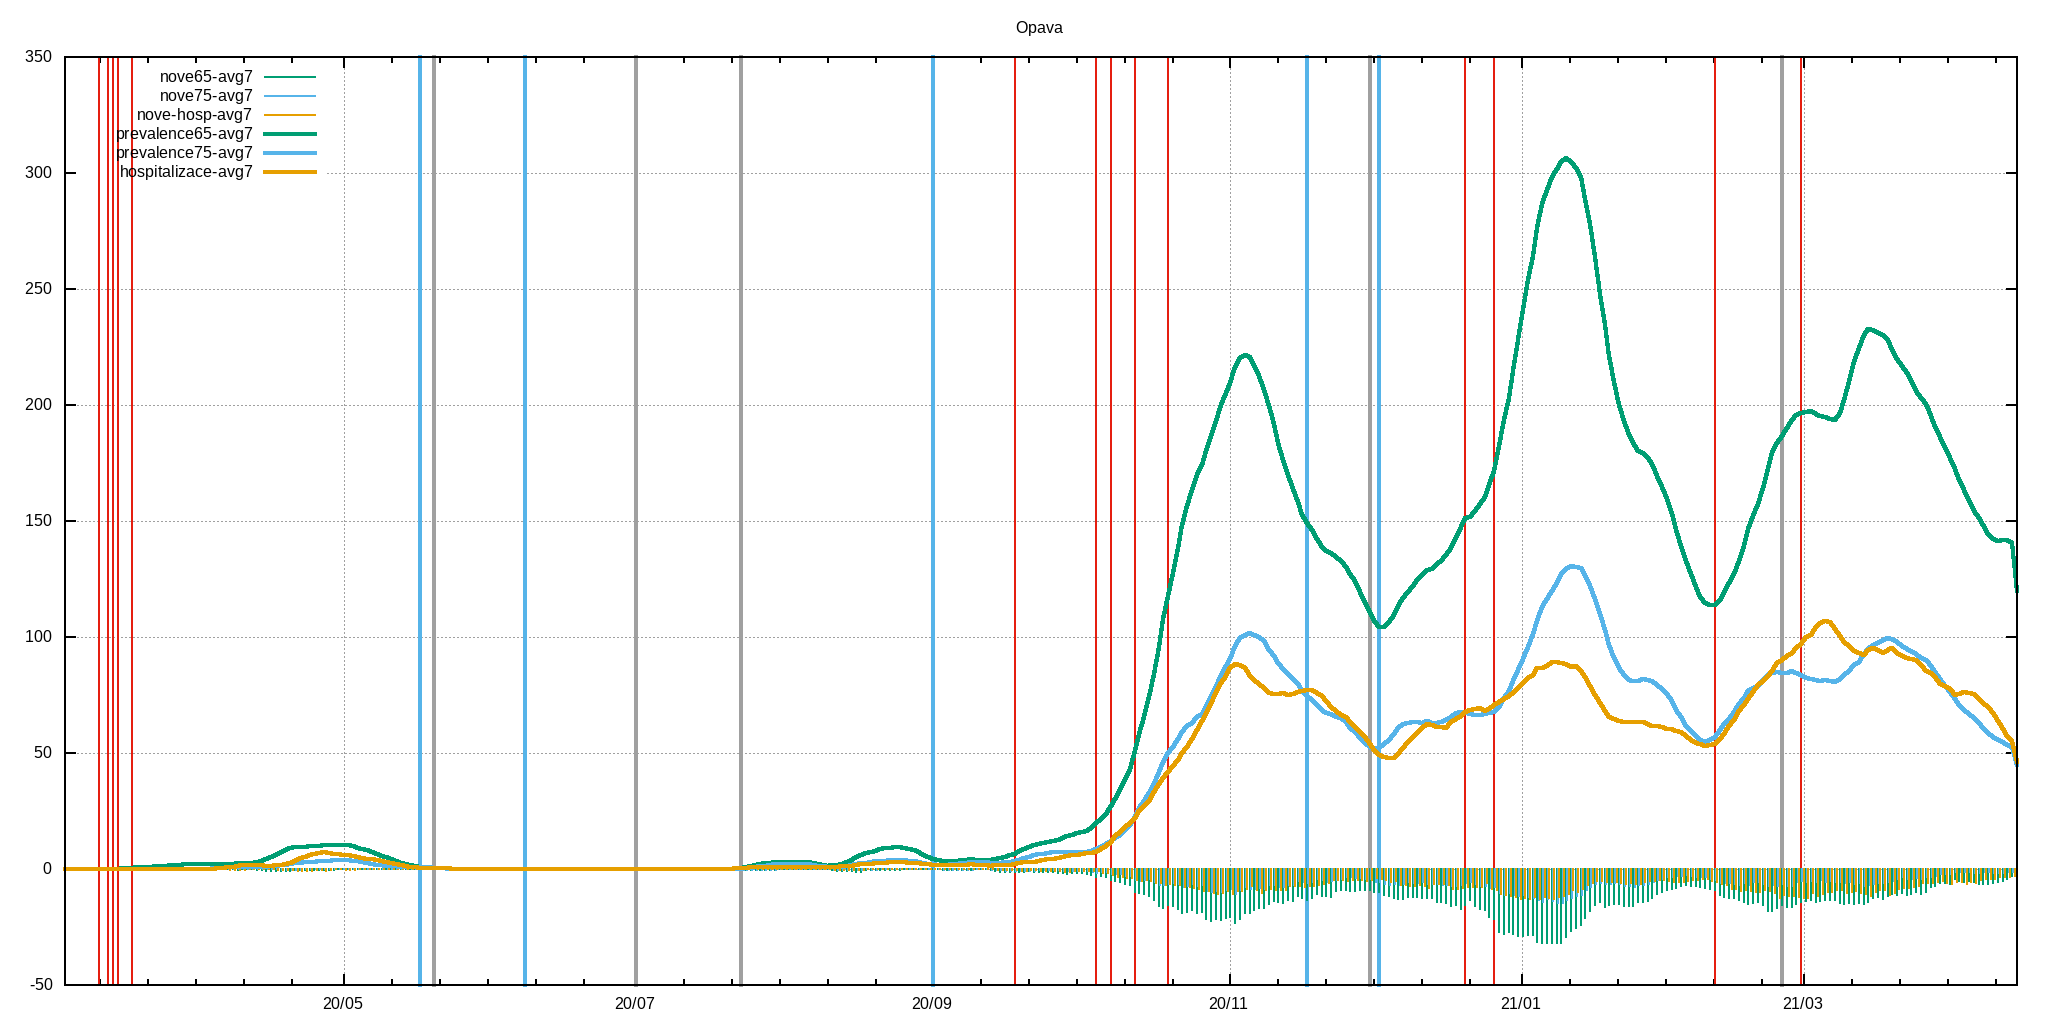 Opava
350
300
250
200
150
100
50
0
-50
nove65-avg7
nove75-avg7
nove-hosp-avg7
prevalence65-avg7
prevalence75-avg7
hospitalizace-avg7
20/05
20/07
20/09
20/11
21/01
21/03